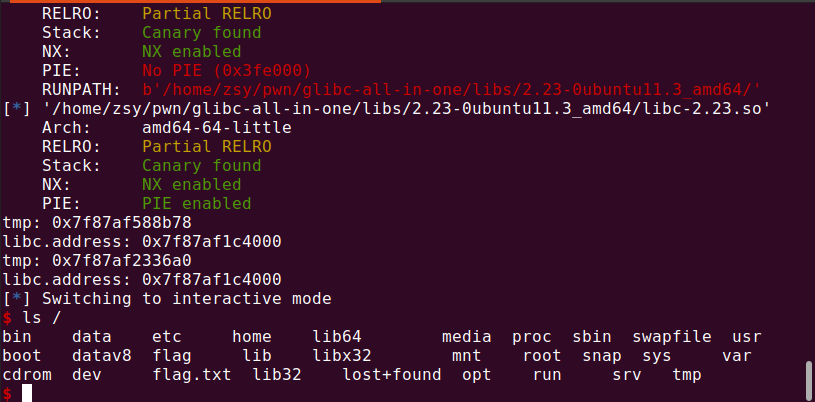 RELRO:    Partial RELRO
Stack:    Canary found
NX:       NX enabled
PIE:      No PIE (0x3fe000)
RUNPATH:  b'/home/zsy/pwn/glibc-all-in-one/libs/2.23-0ubuntu11.3_amd64/'
[*] '/home/zsy/pwn/glibc-all-in-one/libs/2.23-0ubuntu11.3_amd64/libc-2.23.so'
Arch:     amd64-64-little
RELRO:    Partial RELRO
Stack:    Canary found
NX:       NX enabled
PIE:      PIE enabled
tmp: 0x7f87af588b78
libc.address: 0x7f87af1c4000
tmp: 0x7f87af2336a0
libc.address: 0x7f87af1c4000
[*] Switching to interactive mode
$ ls /
bin    data    etc     home    lib64        media  proc  sbin  swapfile  usr
boot   datav8  flag     lib    libx32        mnt    root  snap  sys     var
cdrom  dev     flag.txt  lib32    lost+found  opt    run     srv   tmp
$